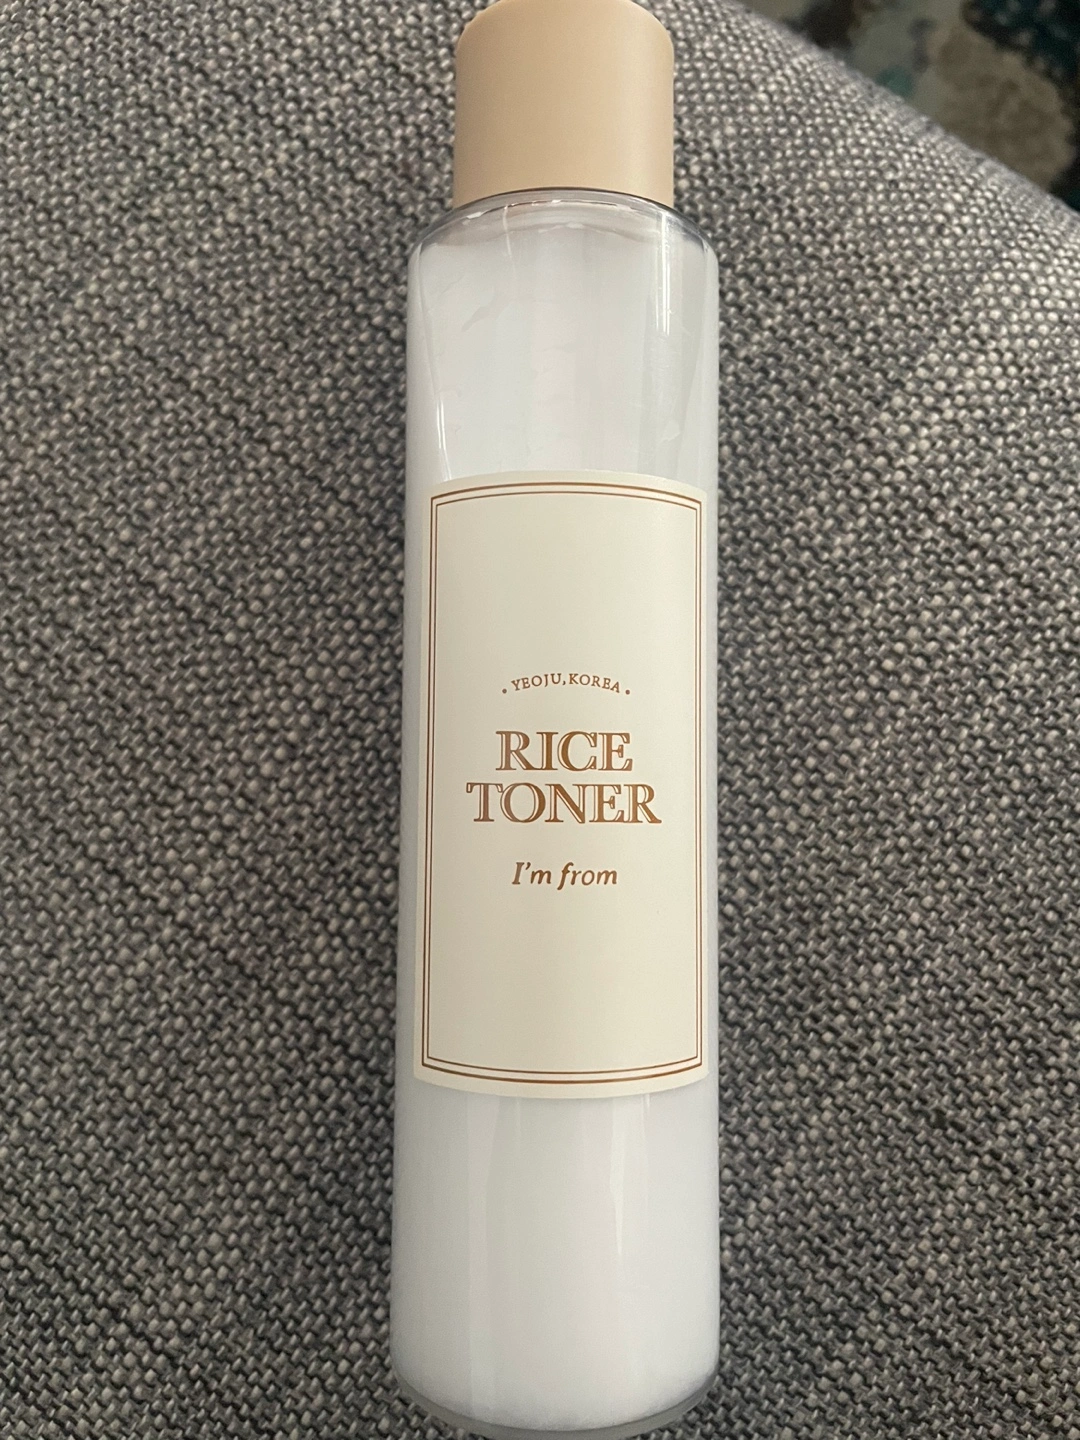 • YEOJU, KOREA •
RICE
TONER
I'm from